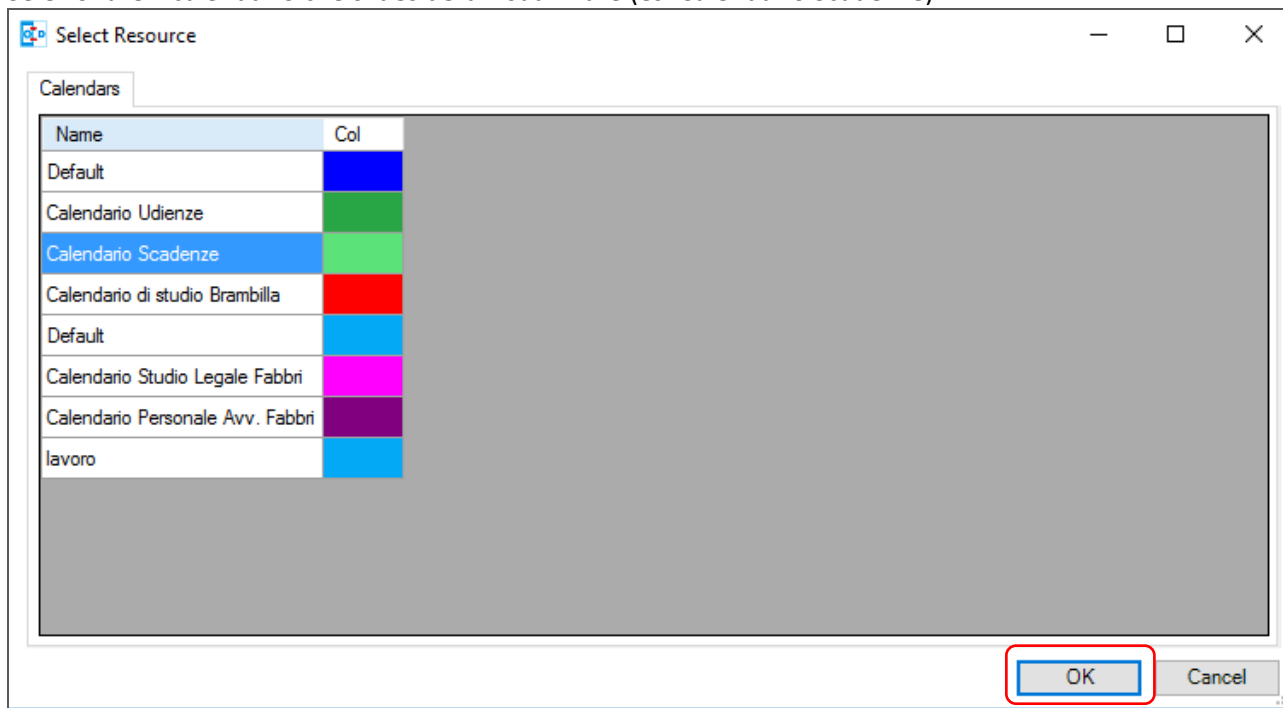 Select Resource
Calendars
Name Col
Default
Calendario Udienze
Calendario Scadenze
Calendario di studio Brambilla
Default
Calendario Studio Legale Fabbri
Calendario Personale Avv. Fabbri
lavoro
OK Cancel